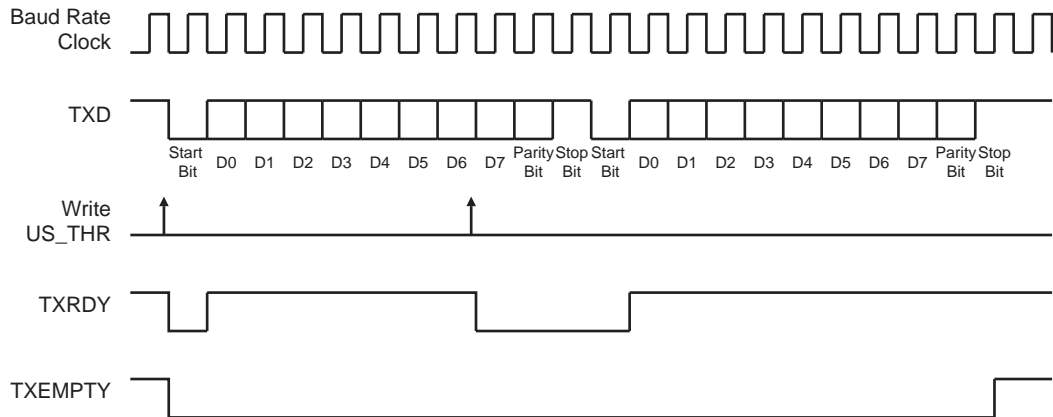 Baud Rate
Clock
TXD
Start
Bit D0 D1 D2 D3 D4 D5 D6 D7 Parity
Bit Stop
Bit Start
Bit D0 D1 D2 D3 D4 D5 D6 D7 Parity
Bit Stop
Bit
Write
US_THR
TXRDY
TXEMPTY